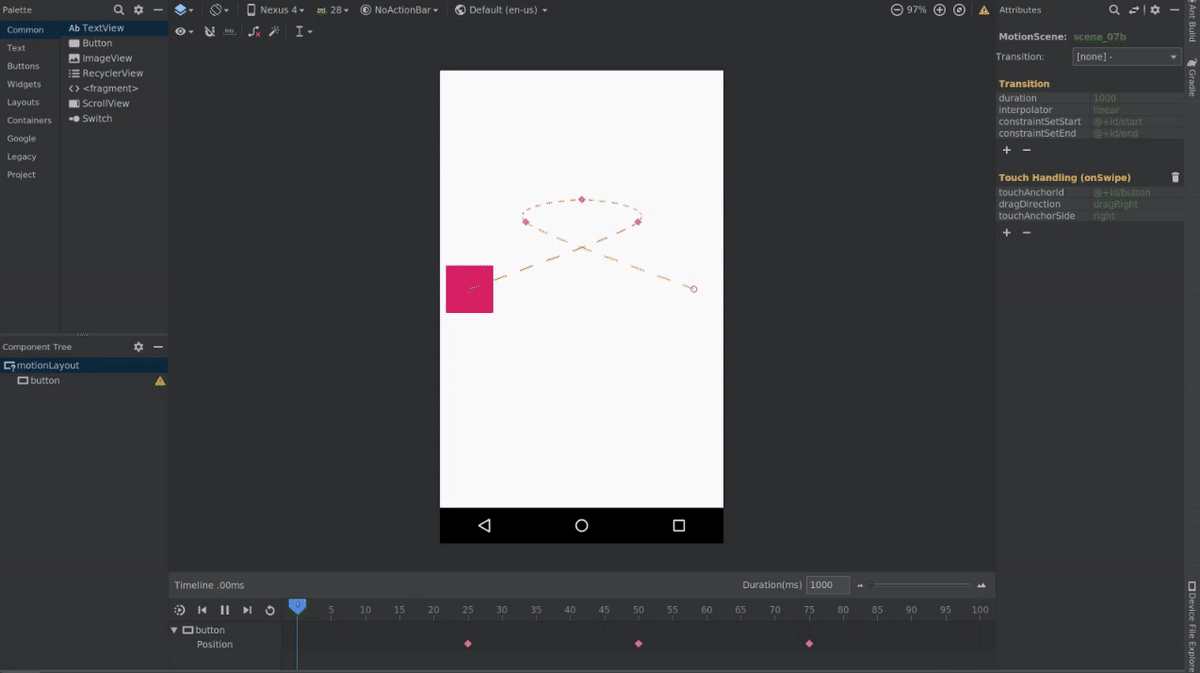 Palette
Nexus 4
28
NoActionBar
Default (en-us)
97%
Attributes
Common
Text
Buttons
Widgets
Layouts
Containers
Google
Legacy
Project
Ab TextView
Button
ImageView
RecyclerView
<fragment>
ScrollView
Switch
MotionScene: scene_07b
Transition: [none] -
Transition
duration 1000
interpolator linear
constraintSetStart @+id/start
constraintSetEnd @+id/end
Touch Handling (onSwipe)
touchAnchorId @+id/button
dragDirection dragRight
touchAnchorSide right
Ant Build
Gradle
Device File Explore
Component Tree
motionLayout
button
Timeline .00ms
Duration(ms) 1000
0 5 10 15 20 25 30 35 40 45 50 55 60 65 70 75 80 85 90 95 100
button
Position